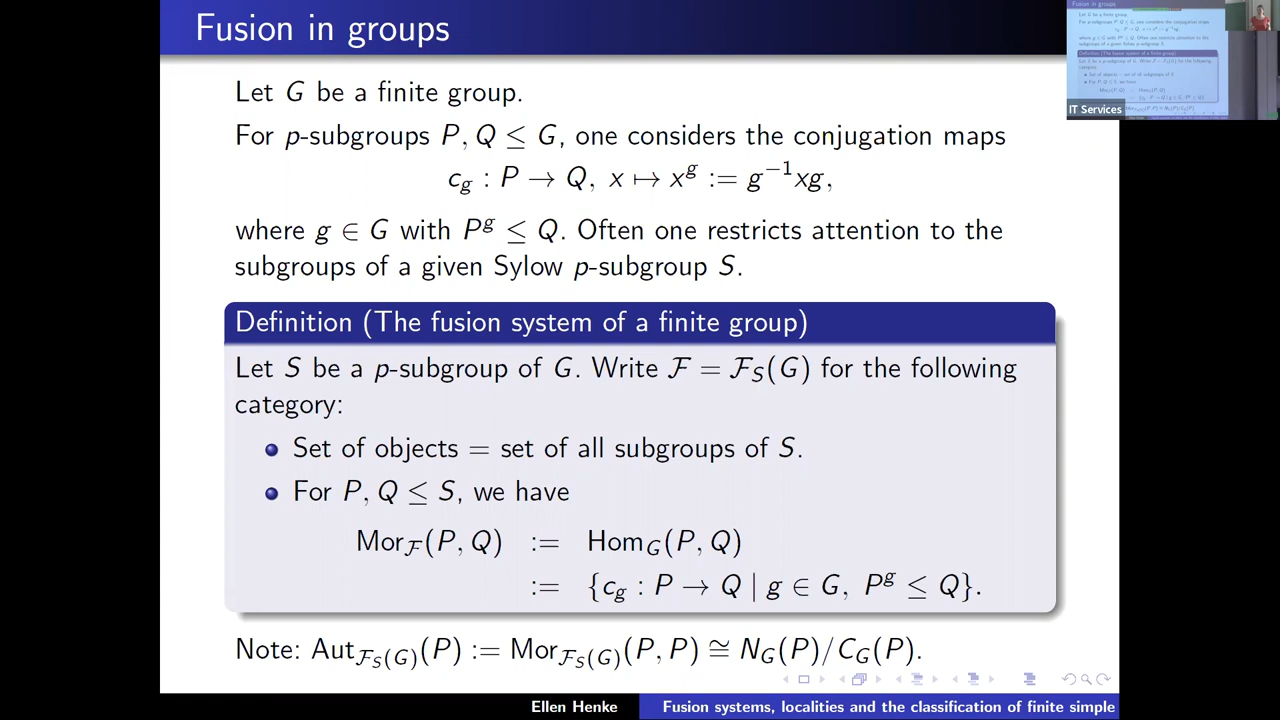 Fusion in groups
Let G be a finite group.
For p-subgroups P, Q ≤ G, one considers the conjugation maps
c_g : P → Q, x ↦ x^g := g^{-1}xg,
where g ∈ G with P^g ≤ Q. Often one restricts attention to the
subgroups of a given Sylow p-subgroup S.
Definition (The fusion system of a finite group)
Let S be a p-subgroup of G. Write ℱ = ℱ_S(G) for the following
category:
Set of objects = set of all subgroups of S.
For P, Q ≤ S, we have
Mor_ℱ(P, Q) := Hom_G(P, Q)
:= {c_g : P → Q | g ∈ G, P^g ≤ Q}.
Note: Aut_{ℱ_S(G)}(P) := Mor_{ℱ_S(G)}(P, P) ≅ N_G(P)/C_G(P).
Ellen Henke
Fusion systems, localities and the classification of finite simple
Fusion in groups
IT Services